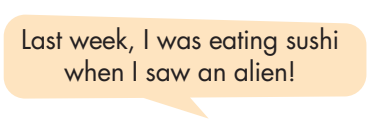 Last week, I was eating sushi
when I saw an alien!